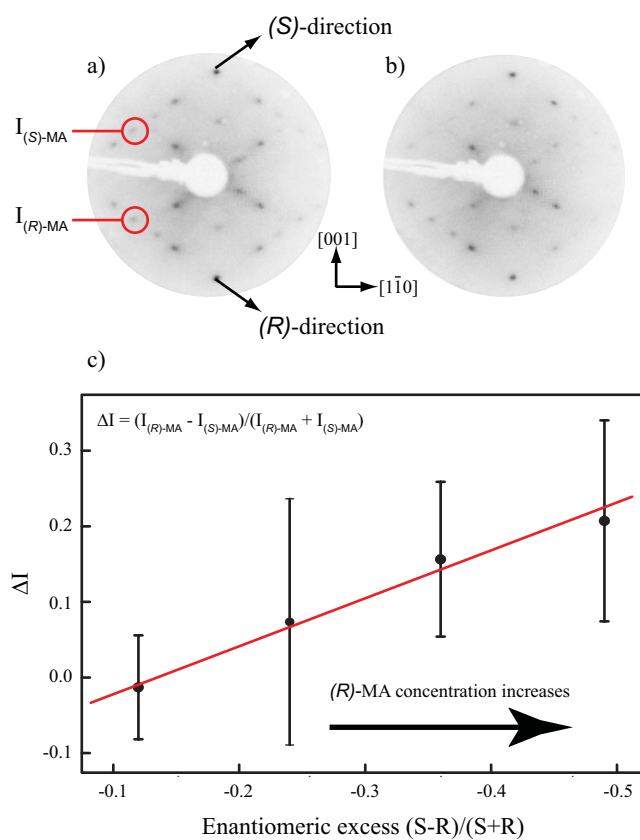 (S)-direction
a)
b)
I(S)-MA
I(R)-MA
[001]
[11̄0]
(R)-direction
c)
ΔI = (I(R)-MA - I(S)-MA)/(I(R)-MA + I(S)-MA)
0.3
0.2
0.1
0.0
-0.1
ΔI
(R)-MA concentration increases
-0.1 -0.2 -0.3 -0.4 -0.5
Enantiomeric excess (S-R)/(S+R)